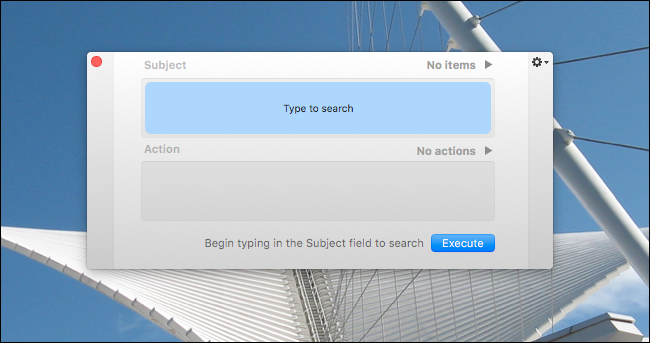 Subject
No items
Type to search
Action
No actions
Begin typing in the Subject field to search
Execute